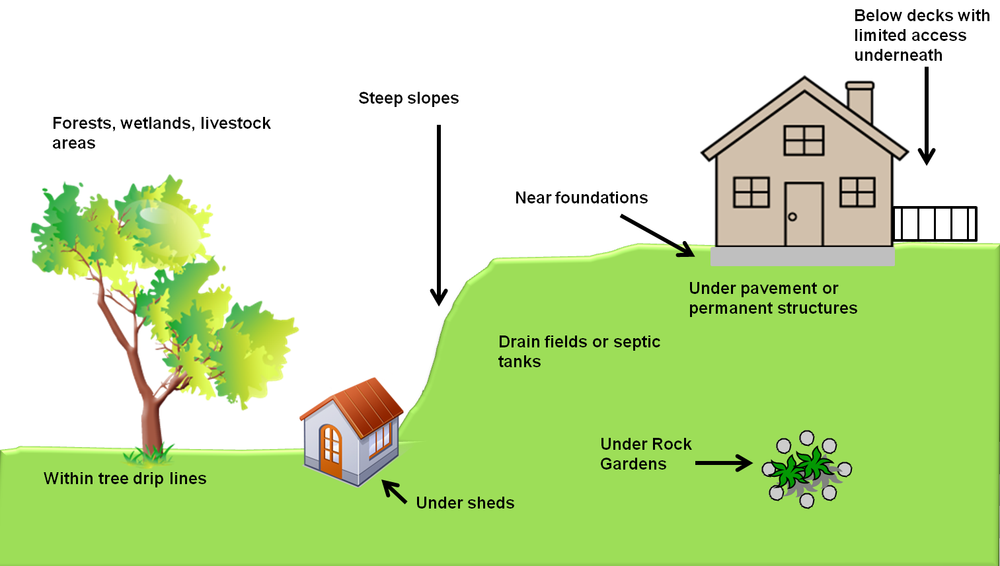 Below decks with
limited access
underneath
Steep slopes
Forests, wetlands, livestock
areas
Near foundations
Under pavement or
permanent structures
Drain fields or septic
tanks
Under Rock
Gardens
Within tree drip lines
Under sheds